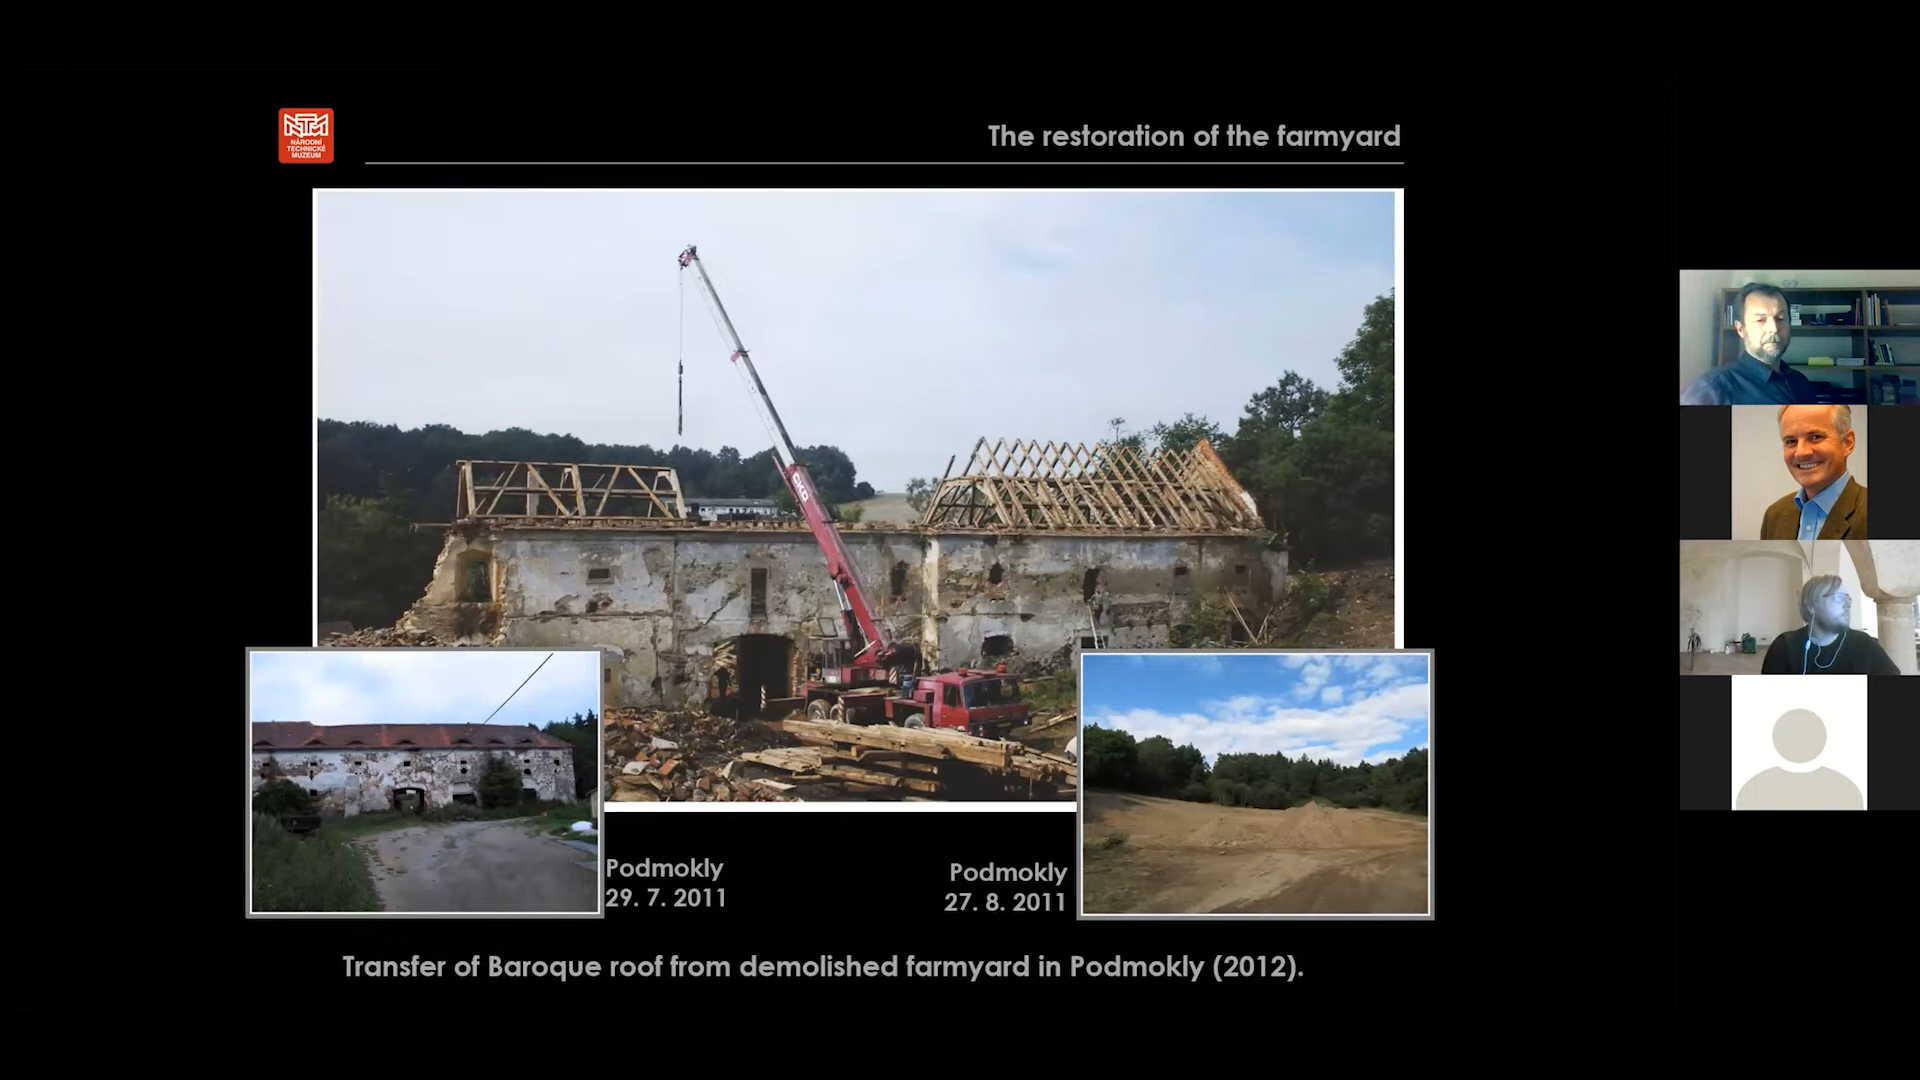 NÁRODNÍ
TECHNICKÉ
MUZEUM
The restoration of the farmyard
ČKD
Podmokly
29. 7. 2011
Podmokly
27. 8. 2011
Transfer of Baroque roof from demolished farmyard in Podmokly (2012).